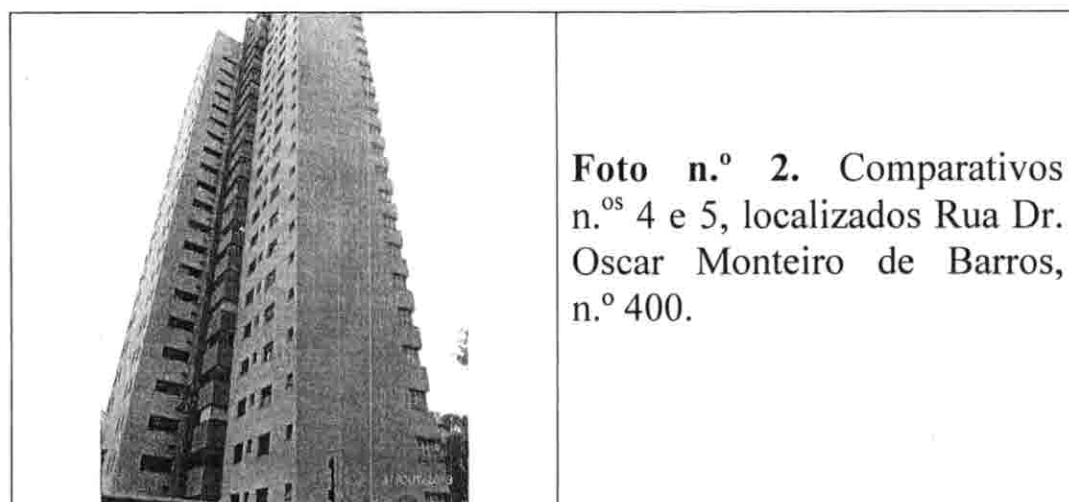 Foto n.º 2. Comparativos
n.ºs 4 e 5, localizados Rua Dr.
Oscar Monteiro de Barros,
n.º 400.